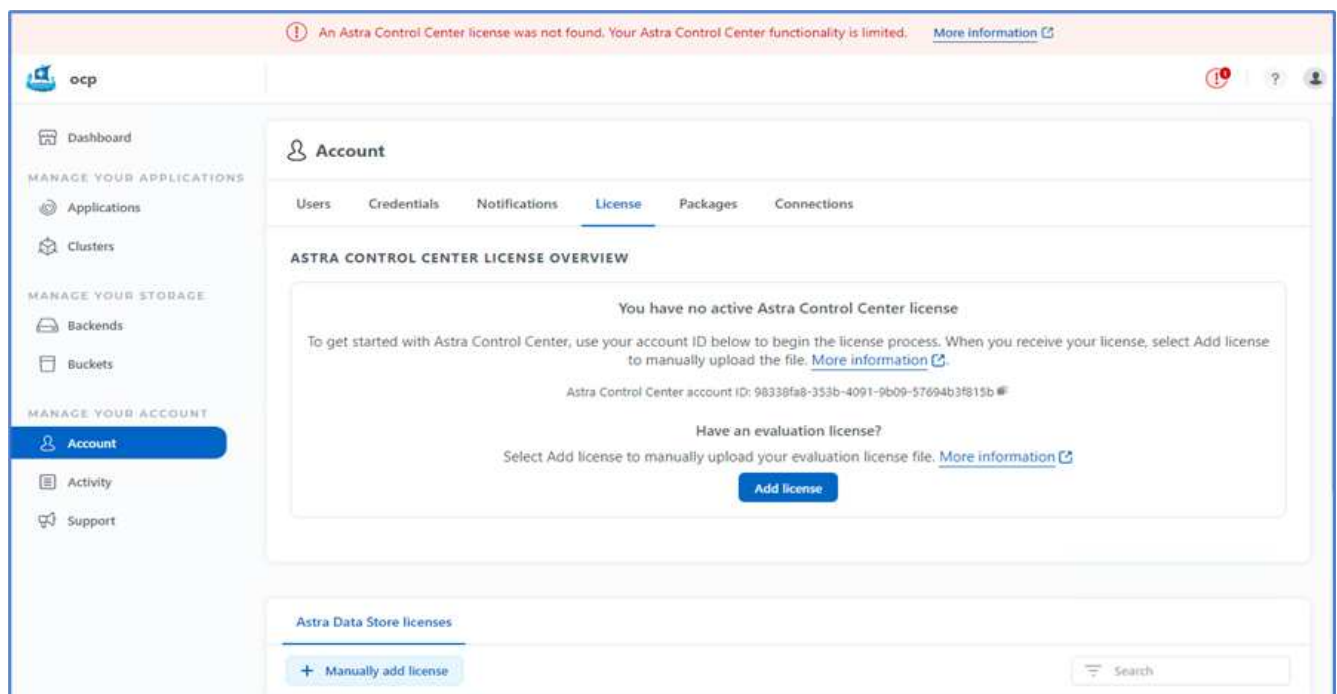 An Astra Control Center license was not found. Your Astra Control Center functionality is limited. More information
ocp
?
Dashboard
MANAGE YOUR APPLICATIONS
Applications
Clusters
MANAGE YOUR STORAGE
Backends
Buckets
MANAGE YOUR ACCOUNT
Account
Activity
Support
Account
Users Credentials Notifications License Packages Connections
ASTRA CONTROL CENTER LICENSE OVERVIEW
You have no active Astra Control Center license
To get started with Astra Control Center, use your account ID below to begin the license process. When you receive your license, select Add license
to manually upload the file. More information.
Astra Control Center account ID: 98338fa8-353b-4091-9b09-57694b3f815b
Have an evaluation license?
Select Add license to manually upload your evaluation license file. More information
Add license
Astra Data Store licenses
+ Manually add license
Search